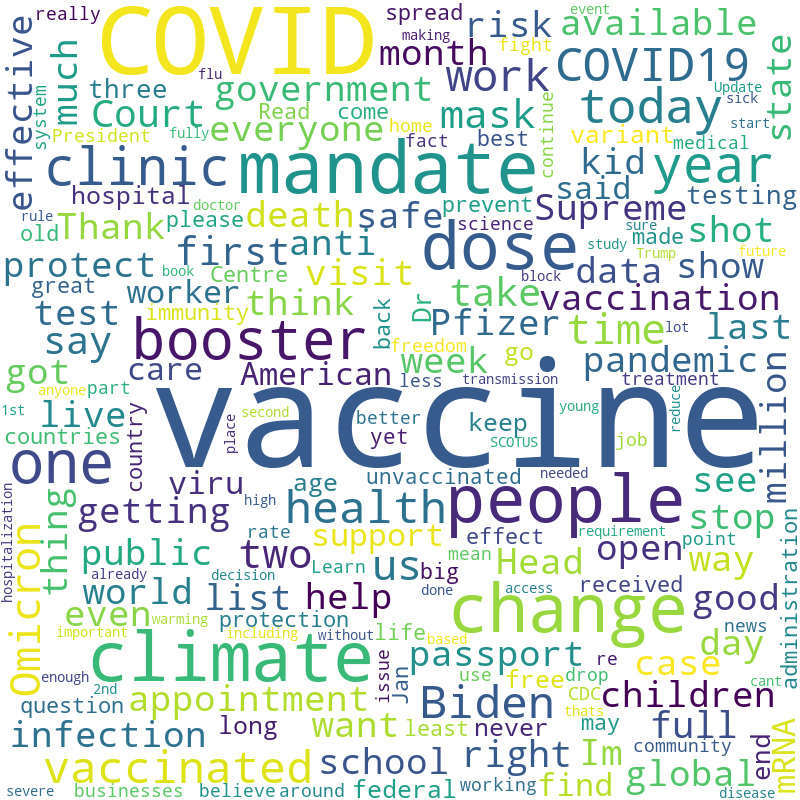 really
COVID
spread
making
event
risk
available
effective
much
three
flu
month
fight
work
COVID19
Update
sick
state
system
Court
government
Read
come
mask
today
start
President
fully
everyone
home
fact
best
continue
variant
medical
clinic
mandate
kid
year
hospital
doctor
said
testing
rule
old
Thank
please
death
safe
prevent
science
Supreme
made
sure
shot
study
Trump
future
protect
book
first
anti
dose
block
data
show
great
Centre
visit
worker
immunity
think
back
Dr
take
vaccination
test
say
booster
freedom
Pfizer
time
lot
last
got
care
American
week
go
pandemic
anyone
part
less
transmission
treatment
million
1st
live
vaccine
better
keep
second
young
reduce
countries
country
place
yet
SCOTUS
job
one
viru
age
unvaccinated
needed
see
hospitalization
thing
getting
high
health
people
stop
Omicron
public
two
rate
support
effect
requirement
point
already
decision
Learn
us
mean
Head
open
way
administration
world
list
help
big
done
access
received
good
even
protection
change
news
important
warming
including
without
life
based
day
climate
issue
passport
re
case
cant
enough
2nd
Jan
use
free
drop
CDC
children
question
appointment
Biden
thats
long
want
least
never
may
full
community
end
mRNA
infection
school
right
Im
vaccinated
find
global
severe
businesses
believe
around
federal
working
disease